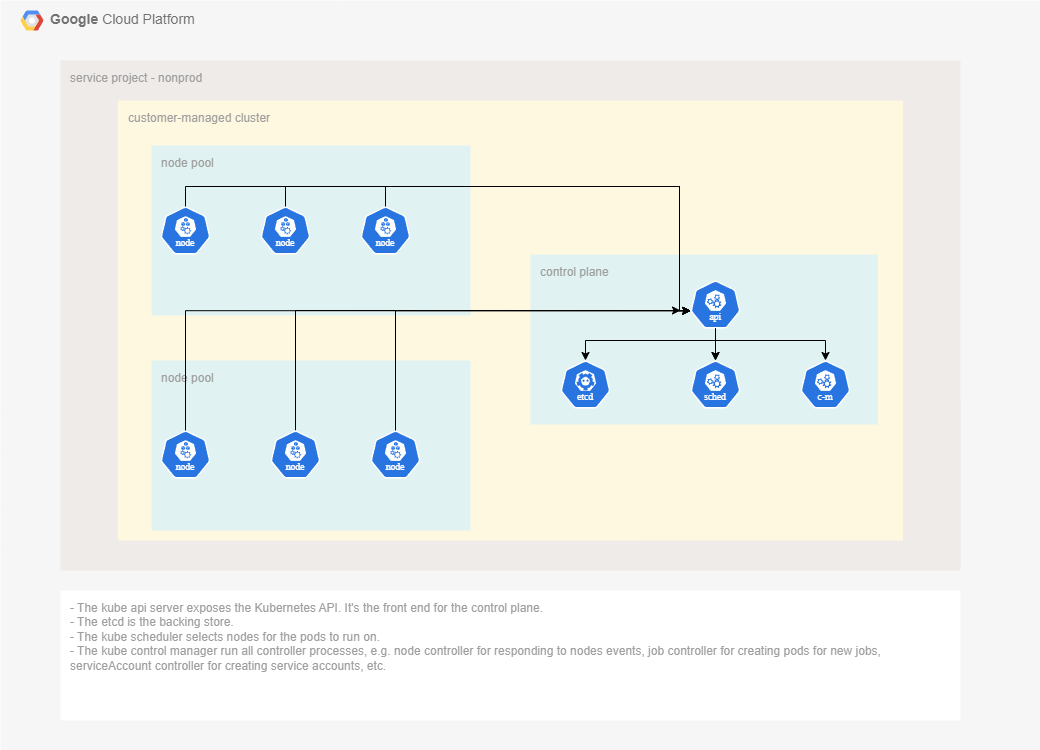 Google Cloud Platform
service project - nonprod
customer-managed cluster
node pool
node
node
node
control plane
api
etcd
sched
c-m
node pool
node
node
node
- The kube api server exposes the Kubernetes API. It's the front end for the control plane.
- The etcd is the backing store.
- The kube scheduler selects nodes for the pods to run on.
- The kube control manager run all controller processes, e.g. node controller for responding to nodes events, job controller for creating pods for new jobs,
serviceAccount controller for creating service accounts, etc.